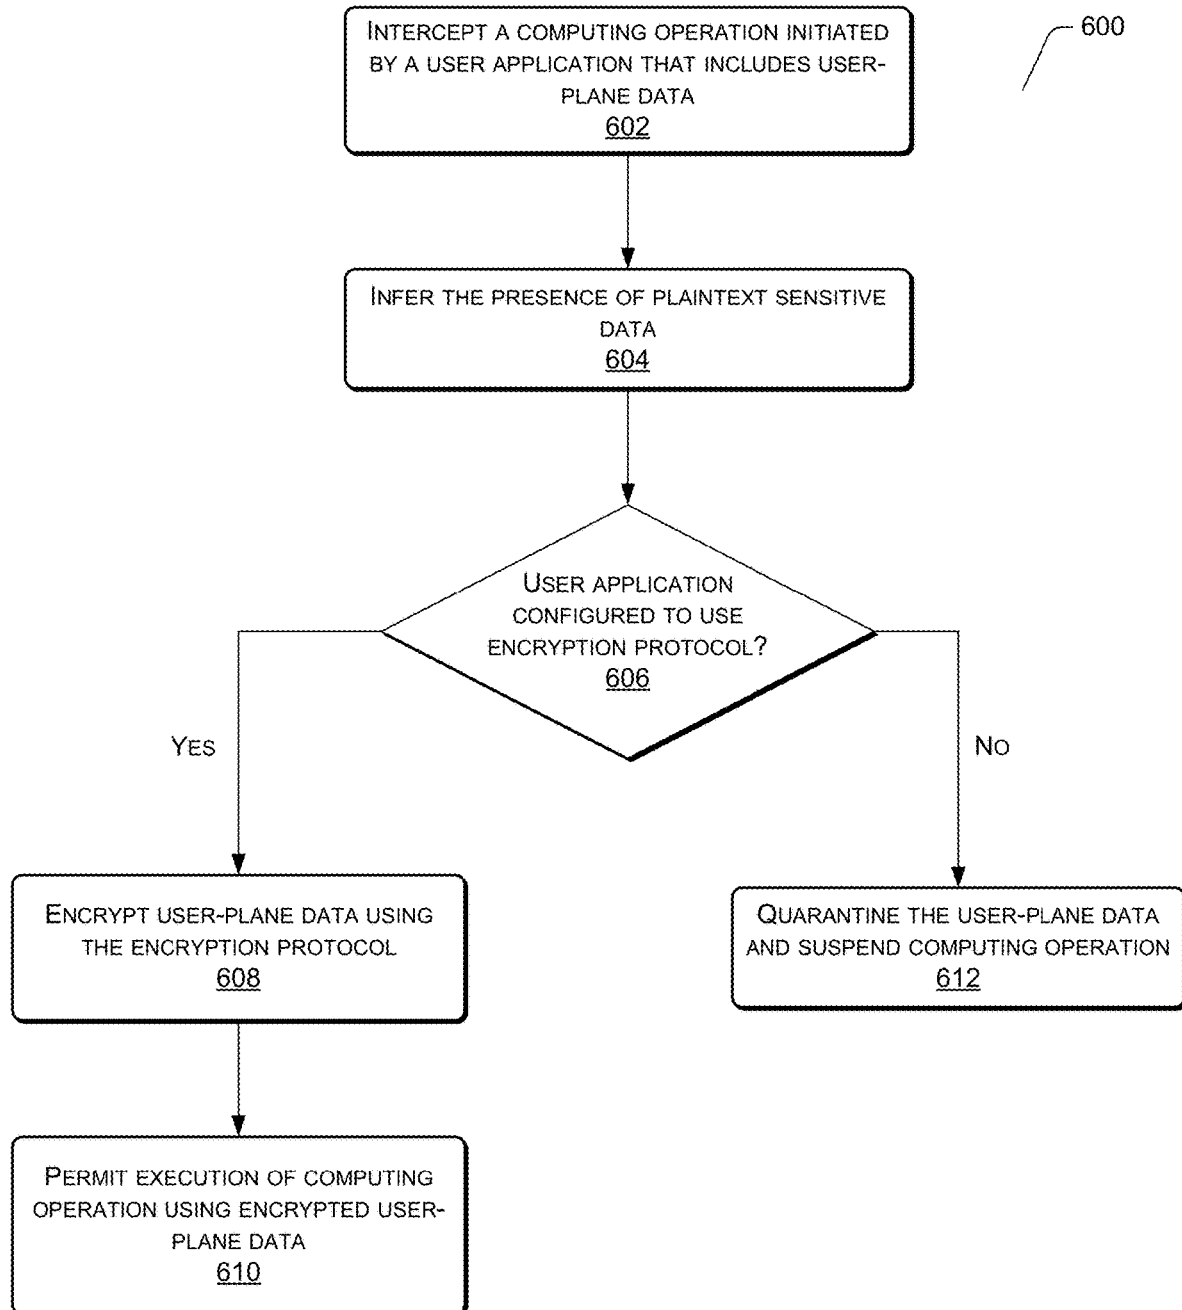 600
INTERCEPT A COMPUTING OPERATION INITIATED
BY A USER APPLICATION THAT INCLUDES USER-
PLANE DATA
602
INFER THE PRESENCE OF PLAINTEXT SENSITIVE
DATA
604
USER APPLICATION
CONFIGURED TO USE
ENCRYPTION PROTOCOL?
606
YES
NO
ENCRYPT USER-PLANE DATA USING
THE ENCRYPTION PROTOCOL
608
QUARANTINE THE USER-PLANE DATA
AND SUSPEND COMPUTING OPERATION
612
PERMIT EXECUTION OF COMPUTING
OPERATION USING ENCRYPTED USER-
PLANE DATA
610